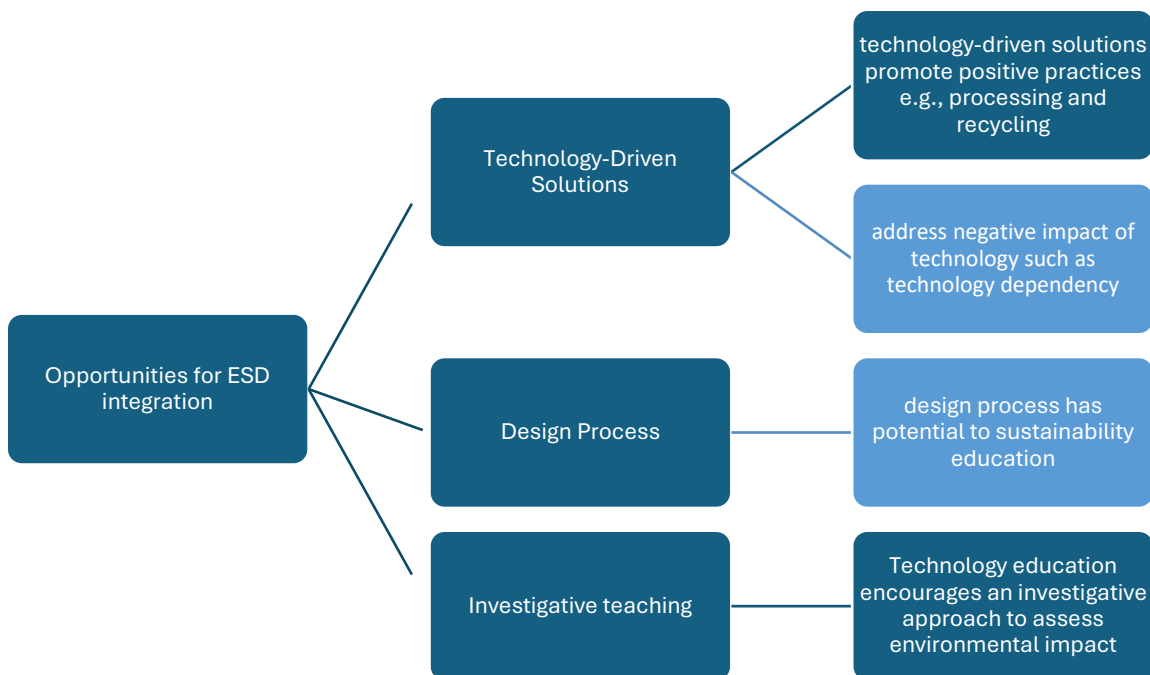 technology-driven solutions
promote positive practices
e.g., processing and
recycling
Technology-Driven
Solutions
address negative impact of
technology such as
technology dependency
Opportunities for ESD
integration
Design Process
design process has
potential to sustainability
education
Investigative teaching
Technology education
encourages an investigative
approach to assess
environmental impact